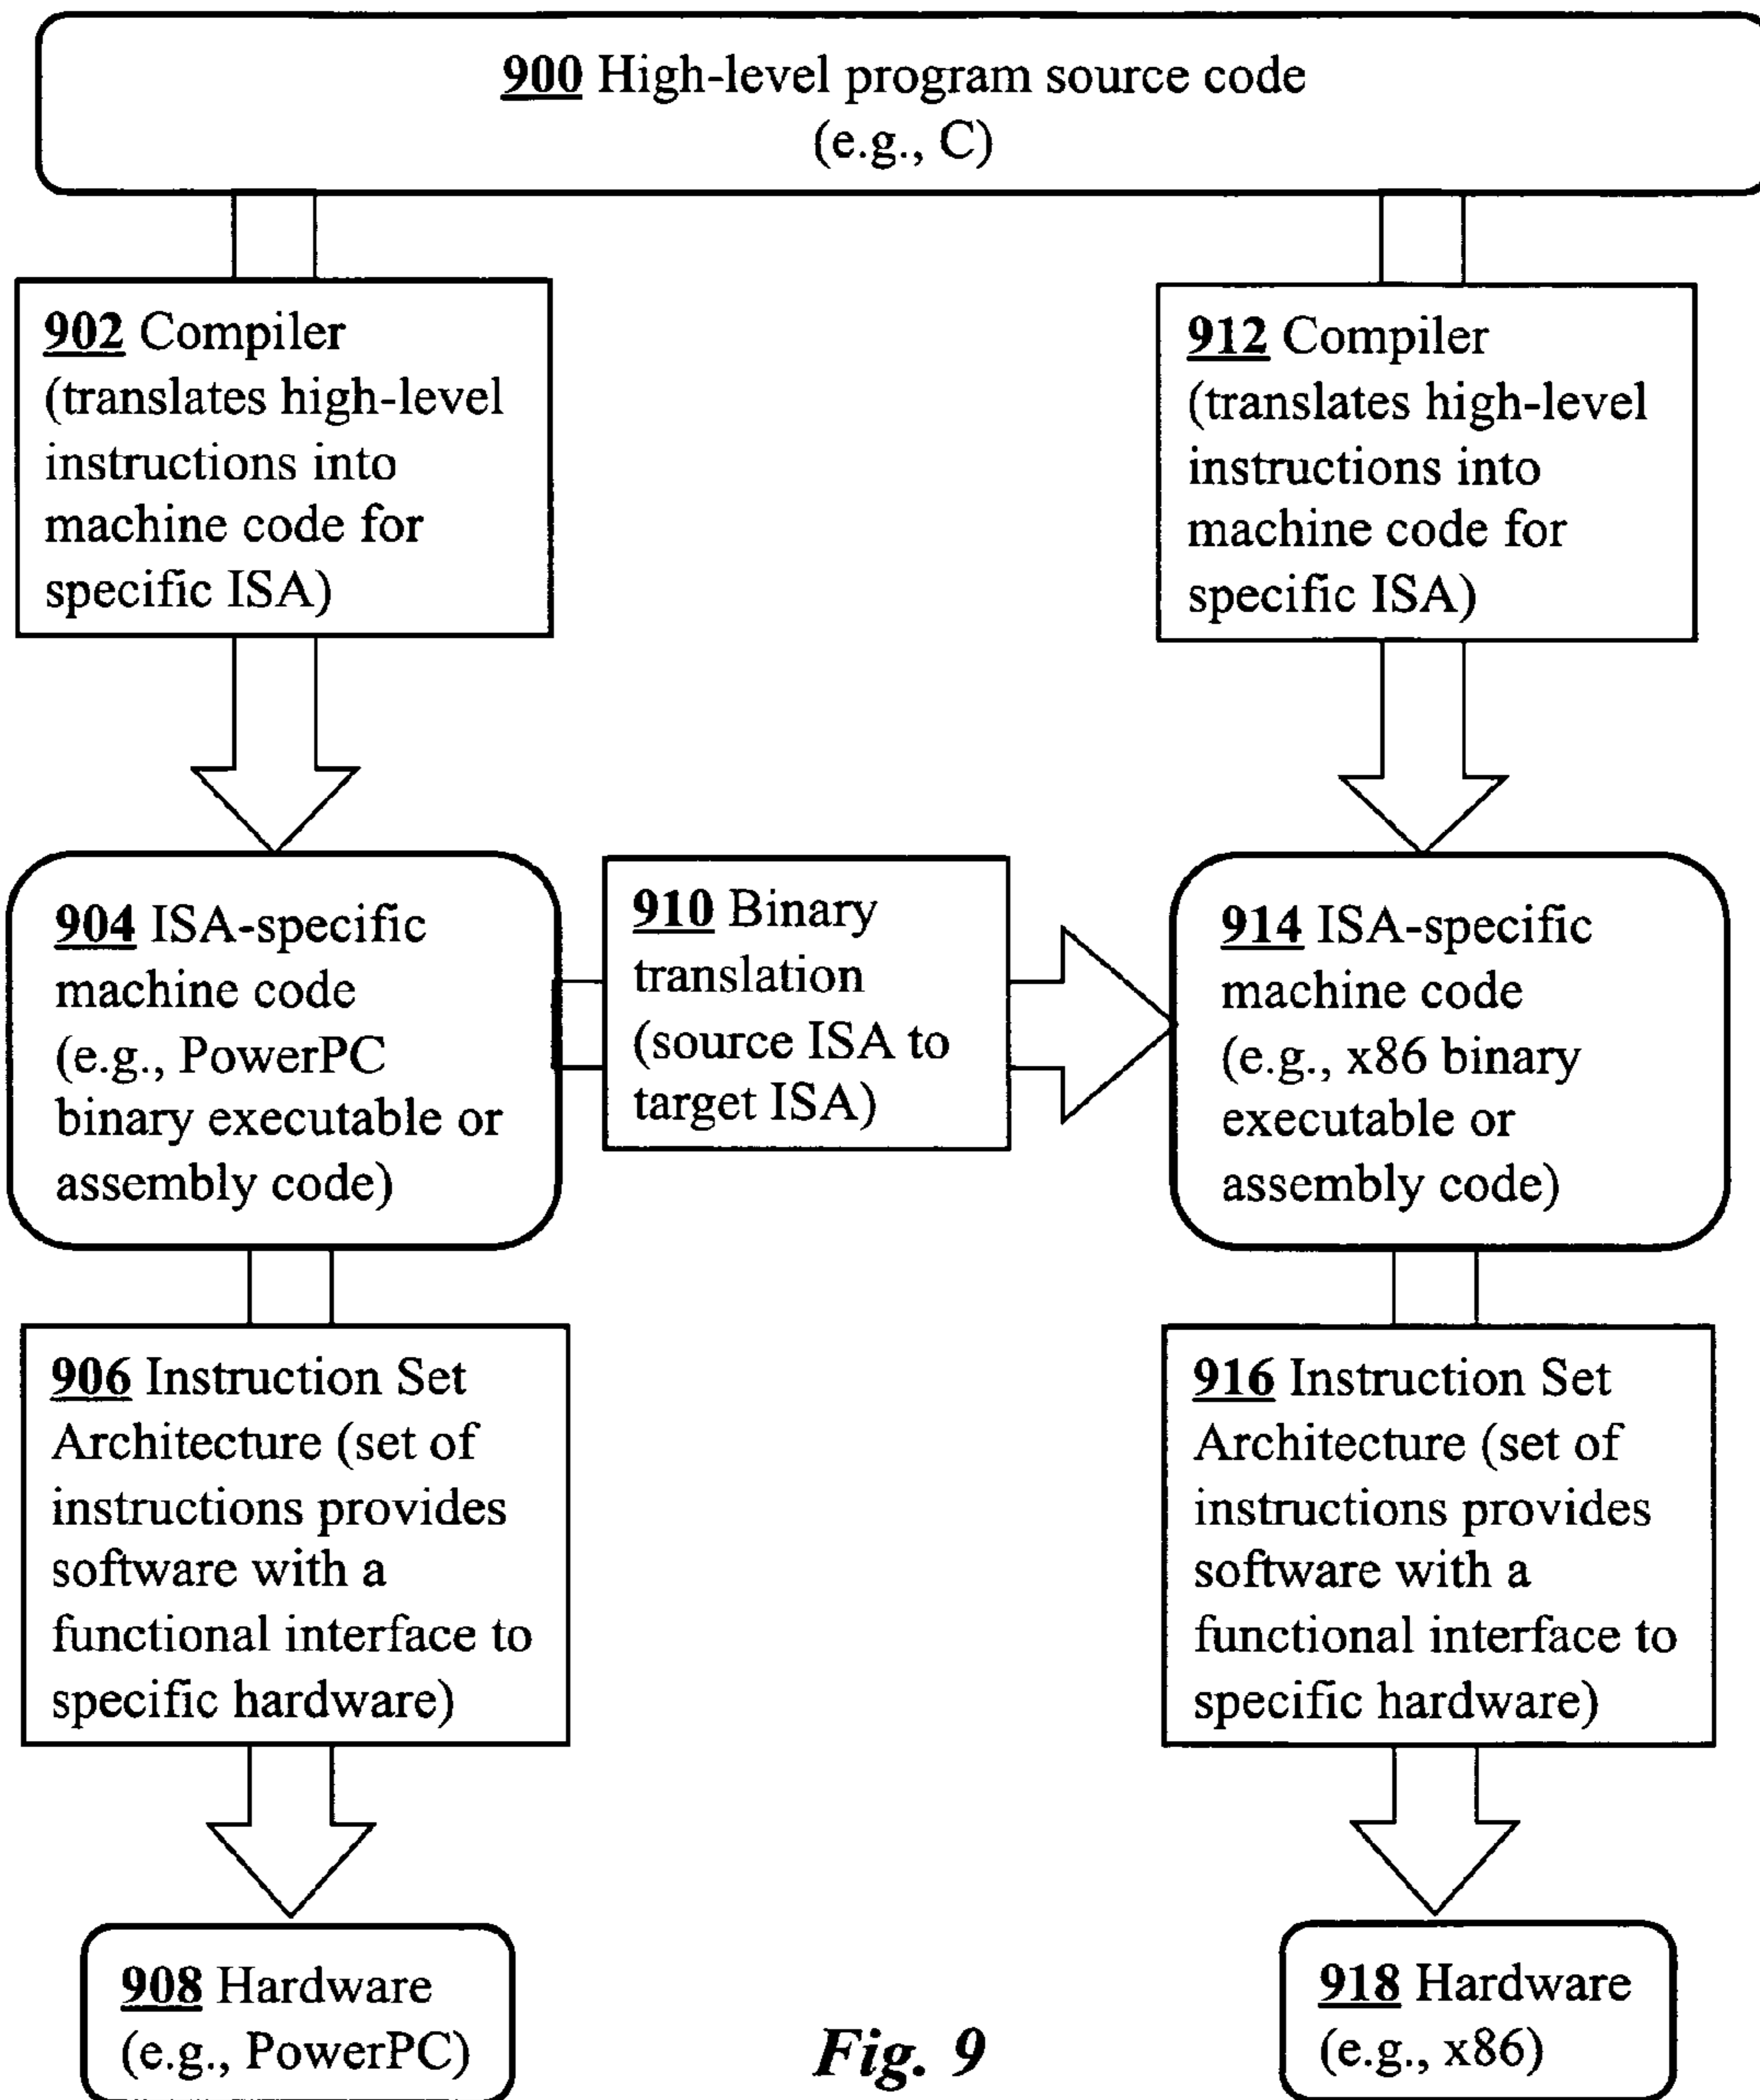 900 High-level program source code
(e.g., C)
902 Compiler
(translates high-level
instructions into
machine code for
specific ISA)
912 Compiler
(translates high-level
instructions into
machine code for
specific ISA)
904 ISA-specific
machine code
(e.g., PowerPC
binary executable or
assembly code)
910 Binary
translation
(source ISA to
target ISA)
914 ISA-specific
machine code
(e.g., x86 binary
executable or
assembly code)
906 Instruction Set
Architecture (set of
instructions provides
software with a
functional interface to
specific hardware)
916 Instruction Set
Architecture (set of
instructions provides
software with a
functional interface to
specific hardware)
908 Hardware
(e.g., PowerPC)
Fig. 9
918 Hardware
(e.g., x86)